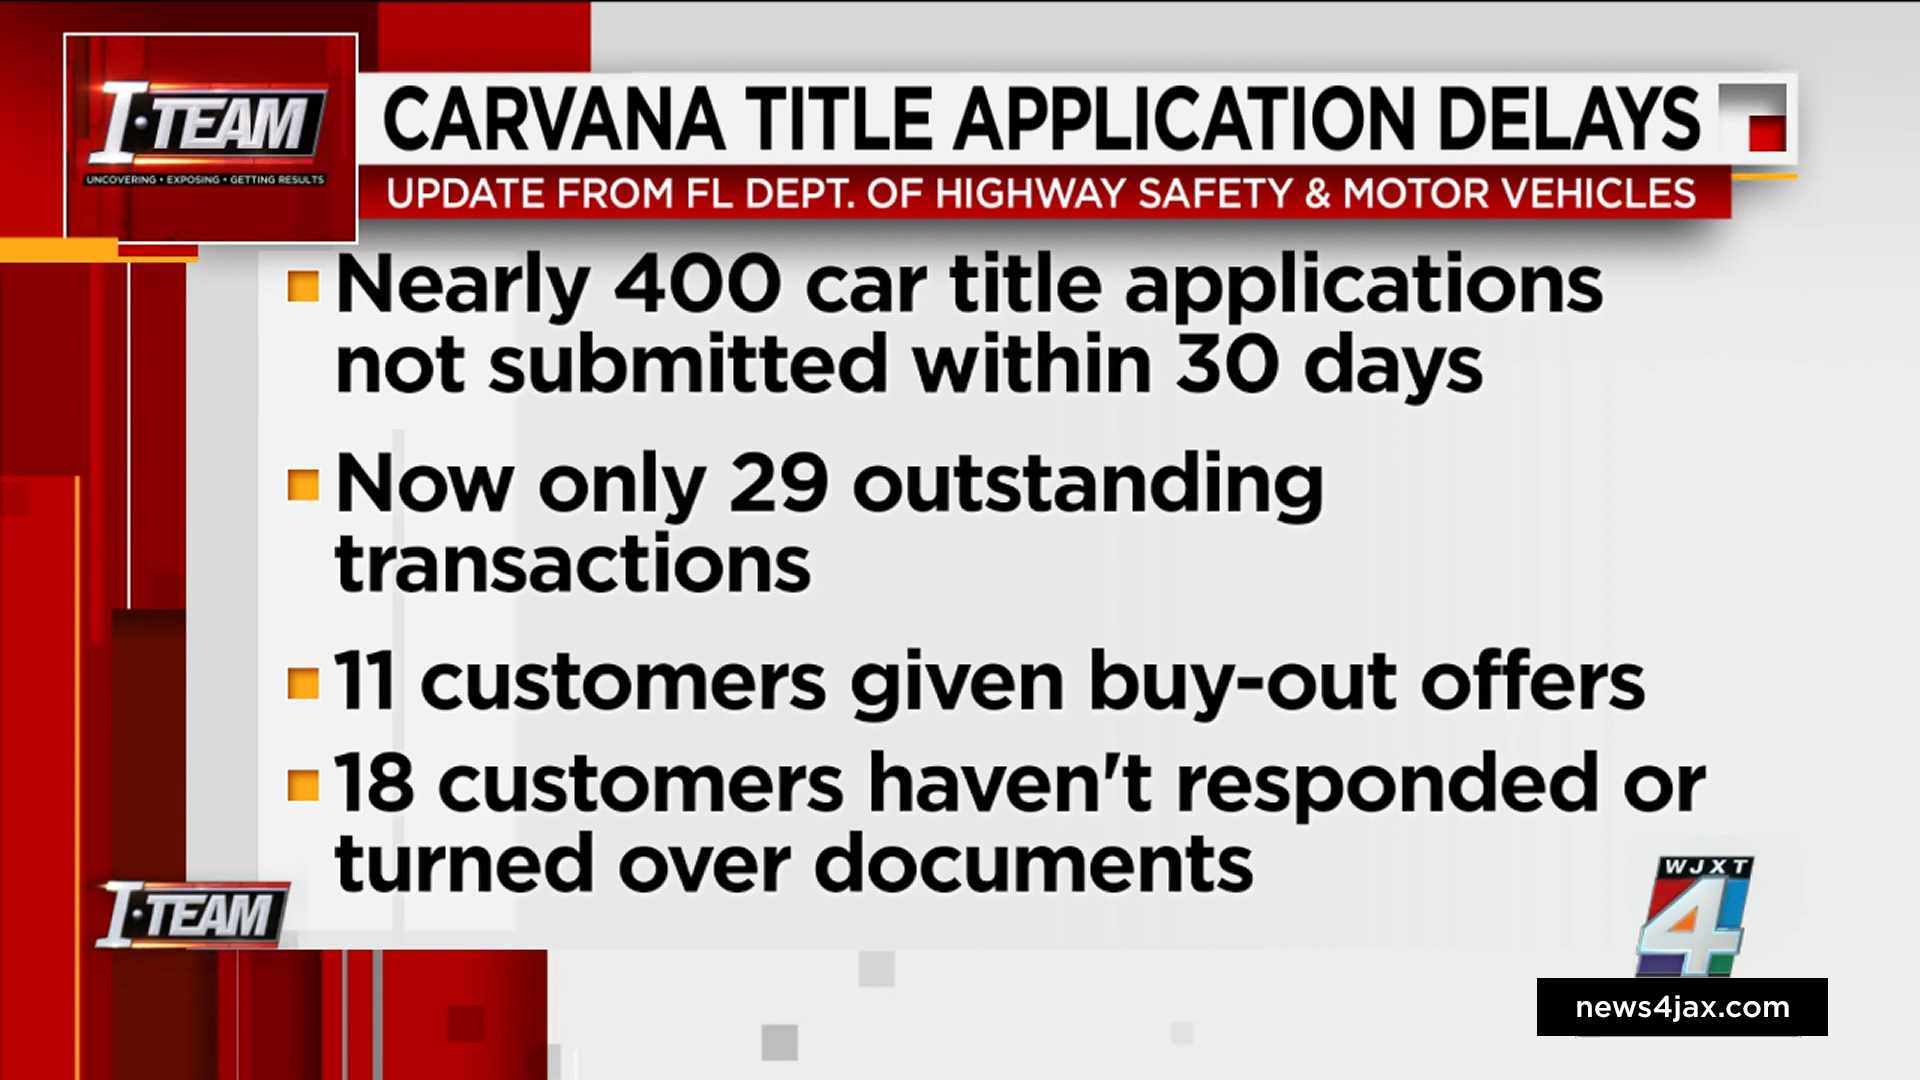 I•TEAM
UNCOVERING • EXPOSING • GETTING RESULTS
CARVANA TITLE APPLICATION DELAYS
UPDATE FROM FL DEPT. OF HIGHWAY SAFETY & MOTOR VEHICLES
Nearly 400 car title applications
not submitted within 30 days
Now only 29 outstanding
transactions
11 customers given buy-out offers
18 customers haven't responded or
turned over documents
I•TEAM
WJXT
4
news4jax.com